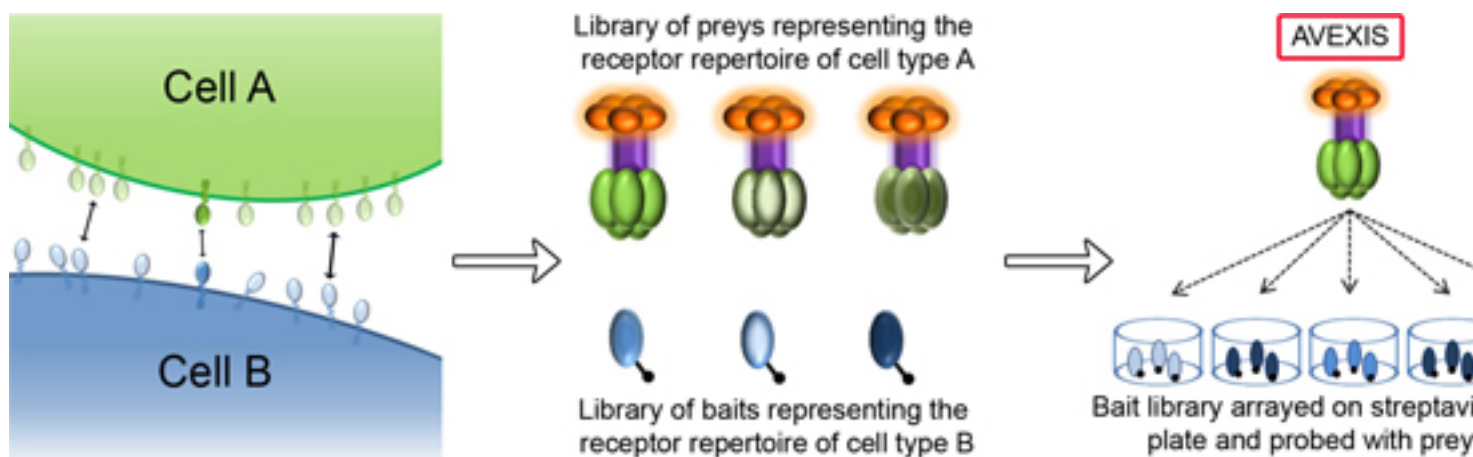 Cell A
Cell B
Library of preys representing the
receptor repertoire of cell type A
Library of baits representing the
receptor repertoire of cell type B
AVEXIS
Bait library arrayed on streptavi
plate and probed with prey